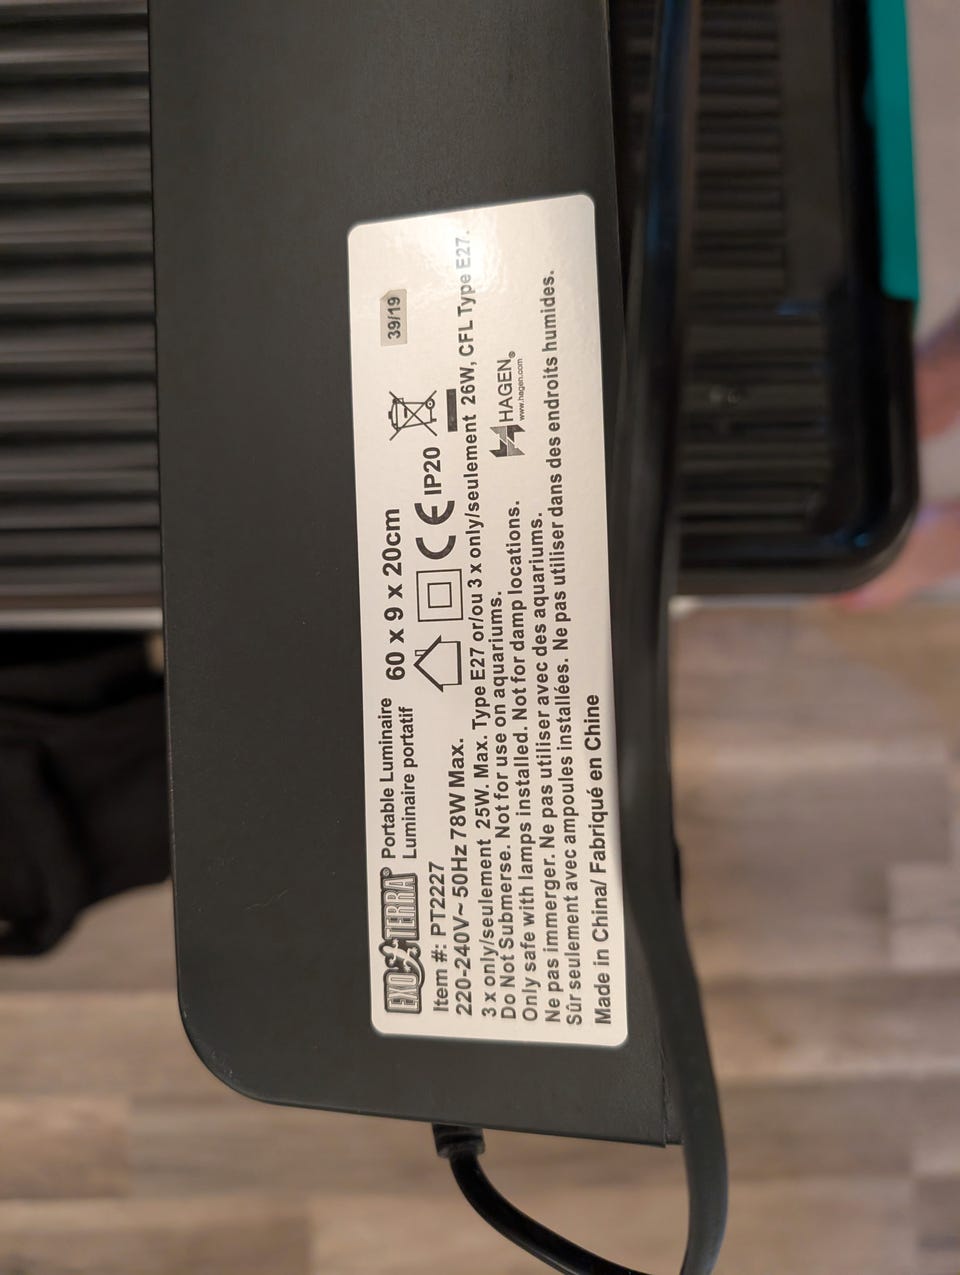 EXO TERRA® Portable Luminaire
Luminaire portatif
60 x 9 x 20cm
39/19
Item #: PT2227
220-240V~ 50Hz 78W Max.
CE IP20
3 x only/seulement 25W. Max. Type E27 or/ou 3 x only/seulement 26W, CFL Type E27.
Do Not Submerse. Not for use on aquariums.
Only safe with lamps installed. Not for damp locations.
Ne pas immerger. Ne pas utiliser avec des aquariums.
Sûr seulement avec ampoules installées. Ne pas utiliser dans des endroits humides.
Made in China/ Fabriqué en Chine
HAGEN®
www.hagen.com